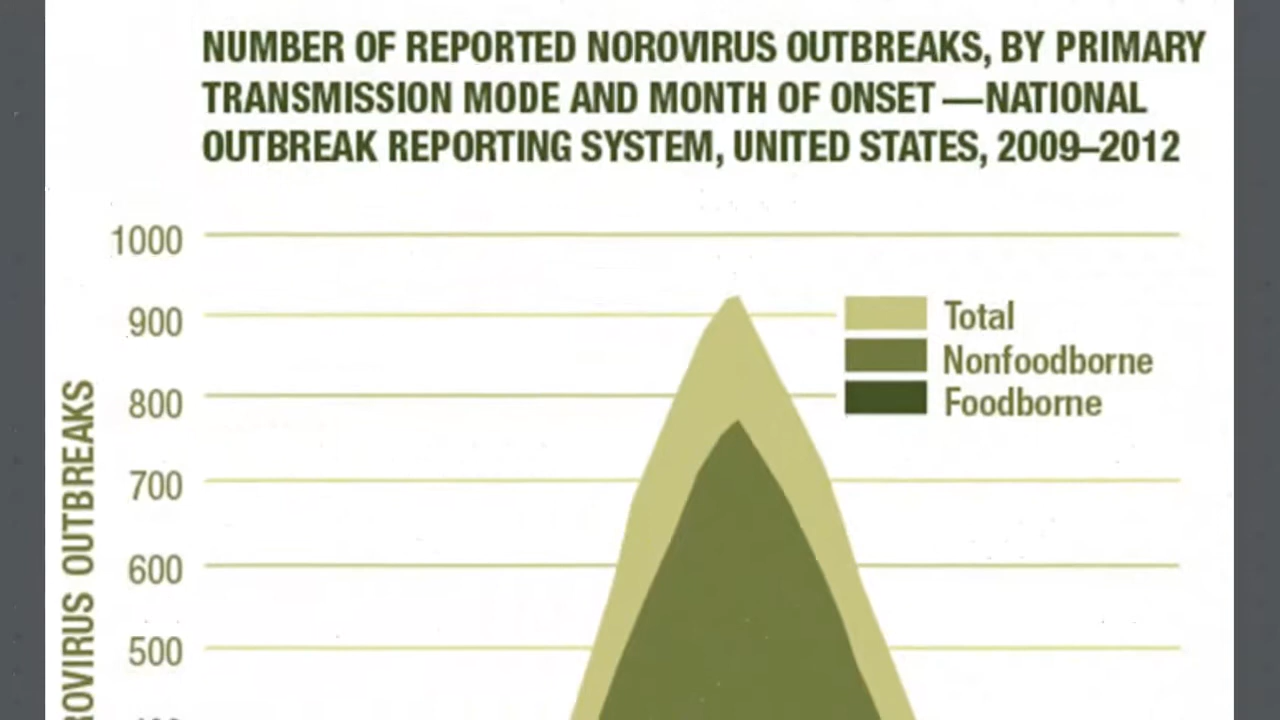 NUMBER OF REPORTED NOROVIRUS OUTBREAKS, BY PRIMARY
TRANSMISSION MODE AND MONTH OF ONSET—NATIONAL
OUTBREAK REPORTING SYSTEM, UNITED STATES, 2009–2012
1000
900
800
700
600
500
Total
Nonfoodborne
Foodborne
OUTBREAKS